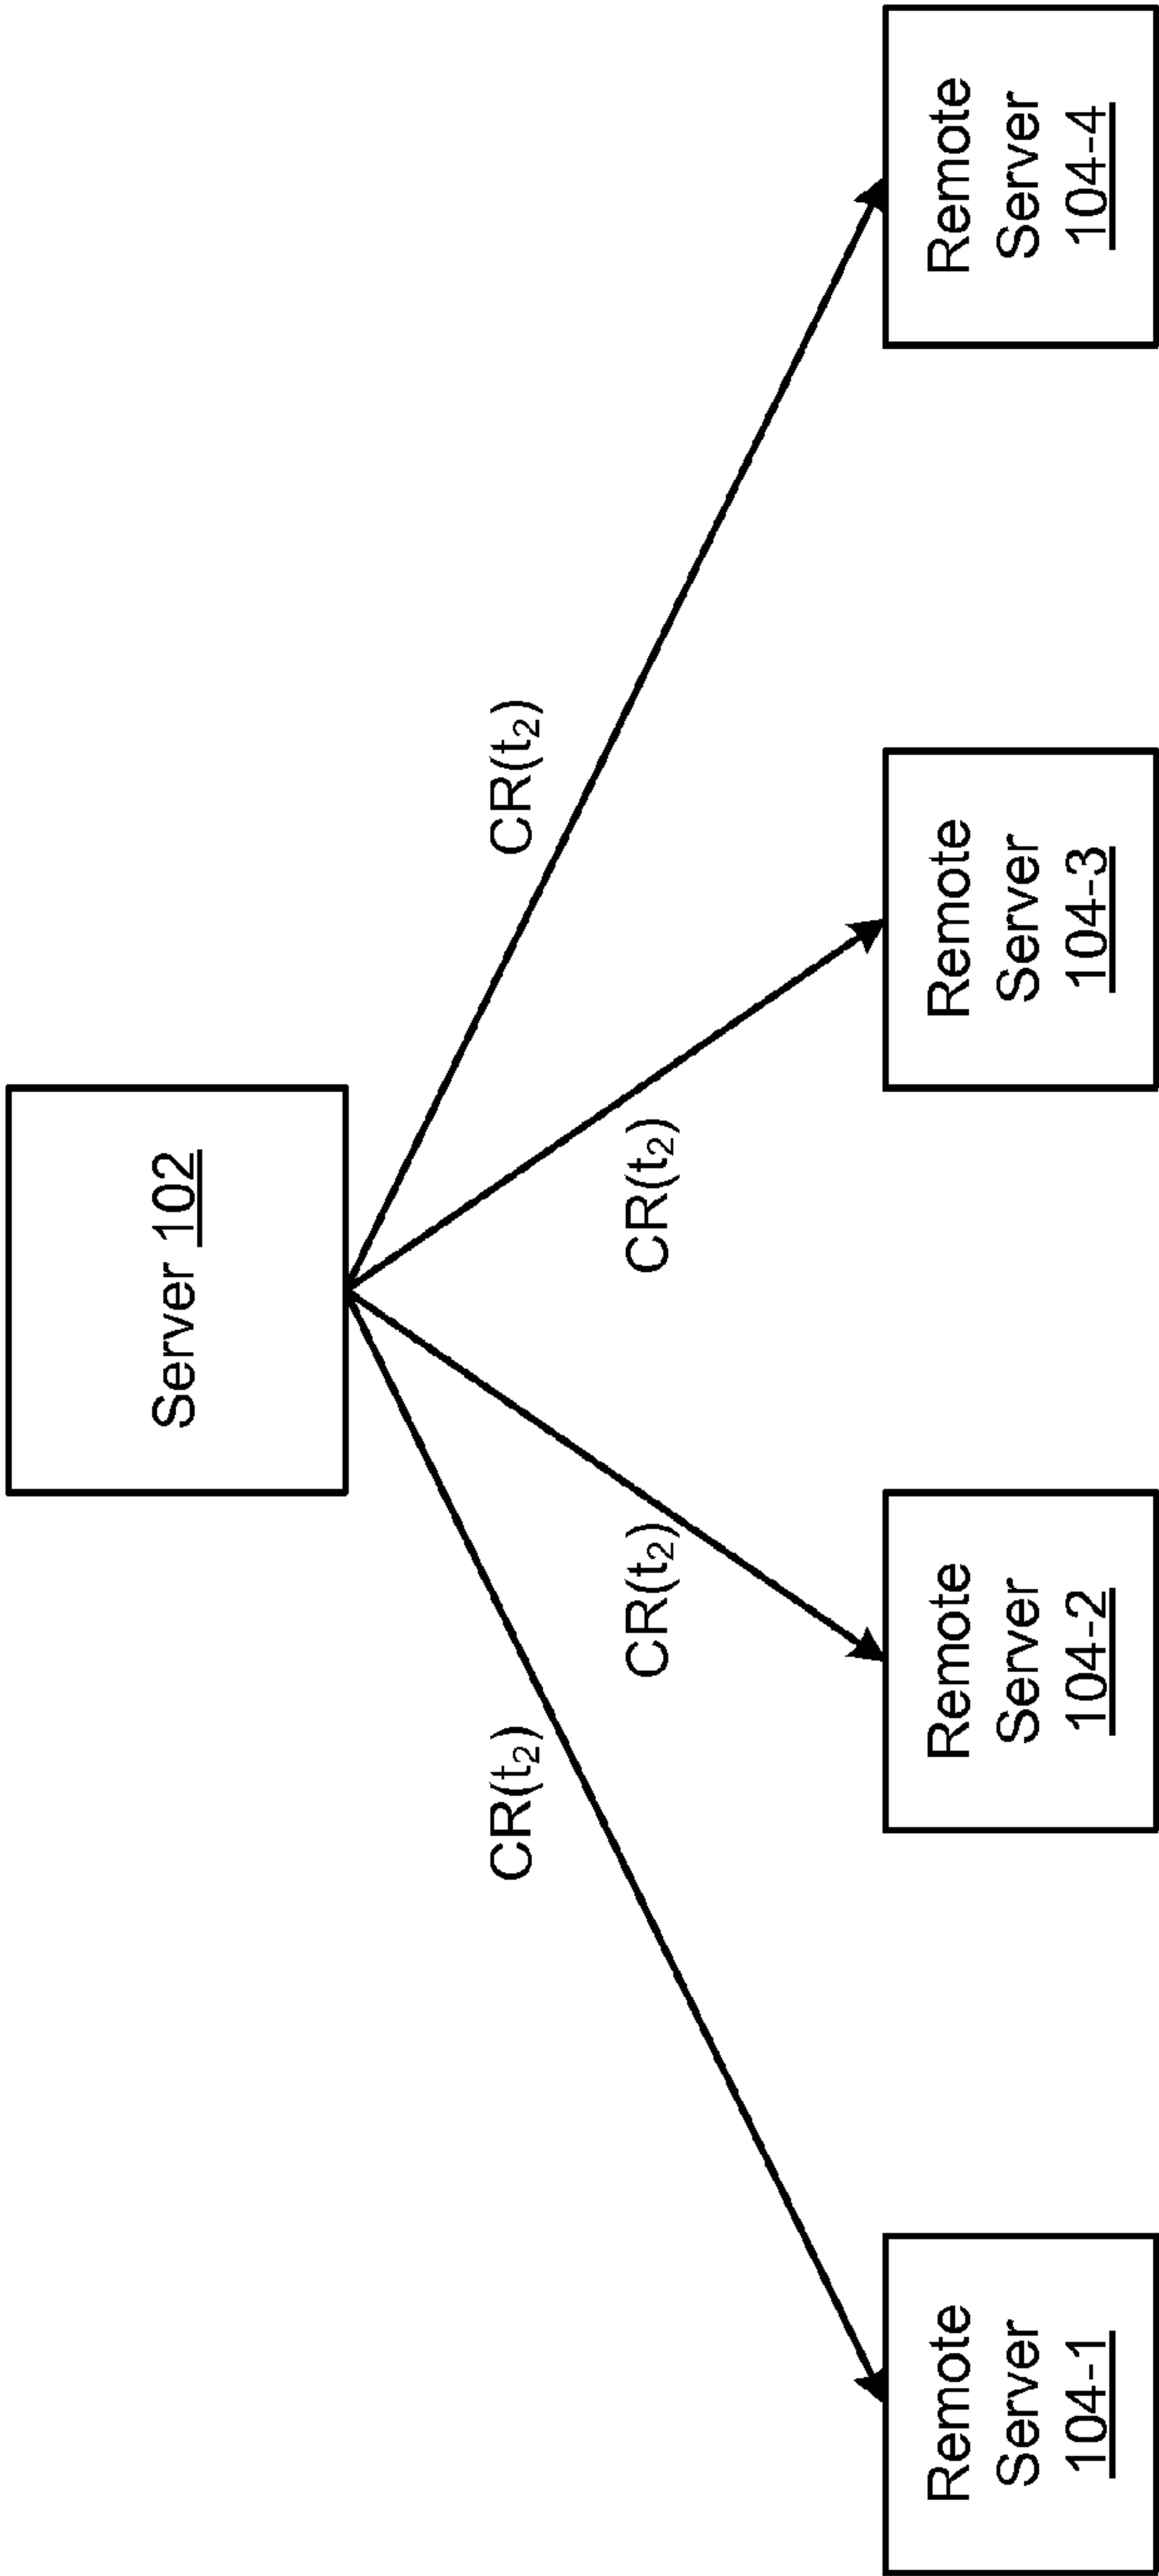 Server 102
CR(t₂)
CR(t₂)
CR(t₂)
CR(t₂)
Remote
Server
104-1
Remote
Server
104-2
Remote
Server
104-3
Remote
Server
104-4